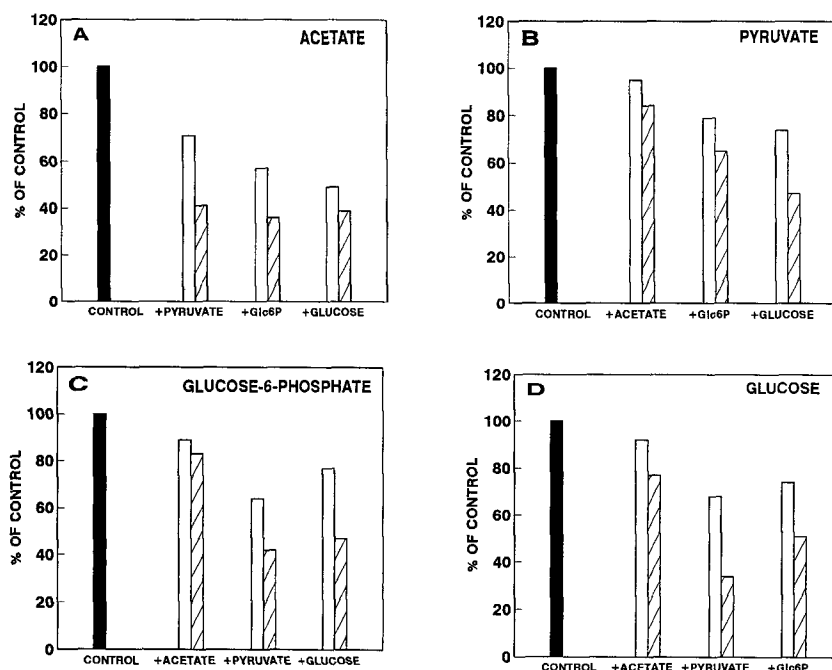 A
ACETATE
% OF CONTROL
120
100
80
60
40
20
0
CONTROL +PYRUVATE +Glc6P +GLUCOSE
B
PYRUVATE
% OF CONTROL
120
100
80
60
40
20
0
CONTROL +ACETATE +Glc6P +GLUCOSE
C
GLUCOSE-6-PHOSPHATE
% OF CONTROL
120
100
80
60
40
20
0
CONTROL +ACETATE +PYRUVATE +GLUCOSE
D
GLUCOSE
% OF CONTROL
120
100
80
60
40
20
0
CONTROL +ACETATE +PYRUVATE +Glc6P